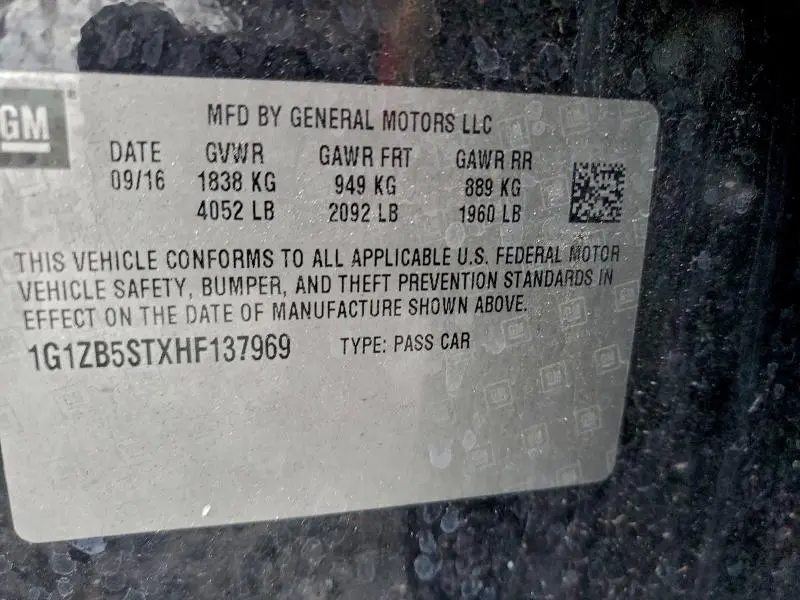 GM ®
MFD BY GENERAL MOTORS LLC
DATE GVWR GAWR FRT GAWR RR
09/16 1838 KG 949 KG 889 KG
4052 LB 2092 LB 1960 LB
THIS VEHICLE CONFORMS TO ALL APPLICABLE U.S. FEDERAL MOTOR
VEHICLE SAFETY, BUMPER, AND THEFT PREVENTION STANDARDS IN
EFFECT ON THE DATE OF MANUFACTURE SHOWN ABOVE.
1G1ZB5STXHF137969 TYPE: PASS CAR